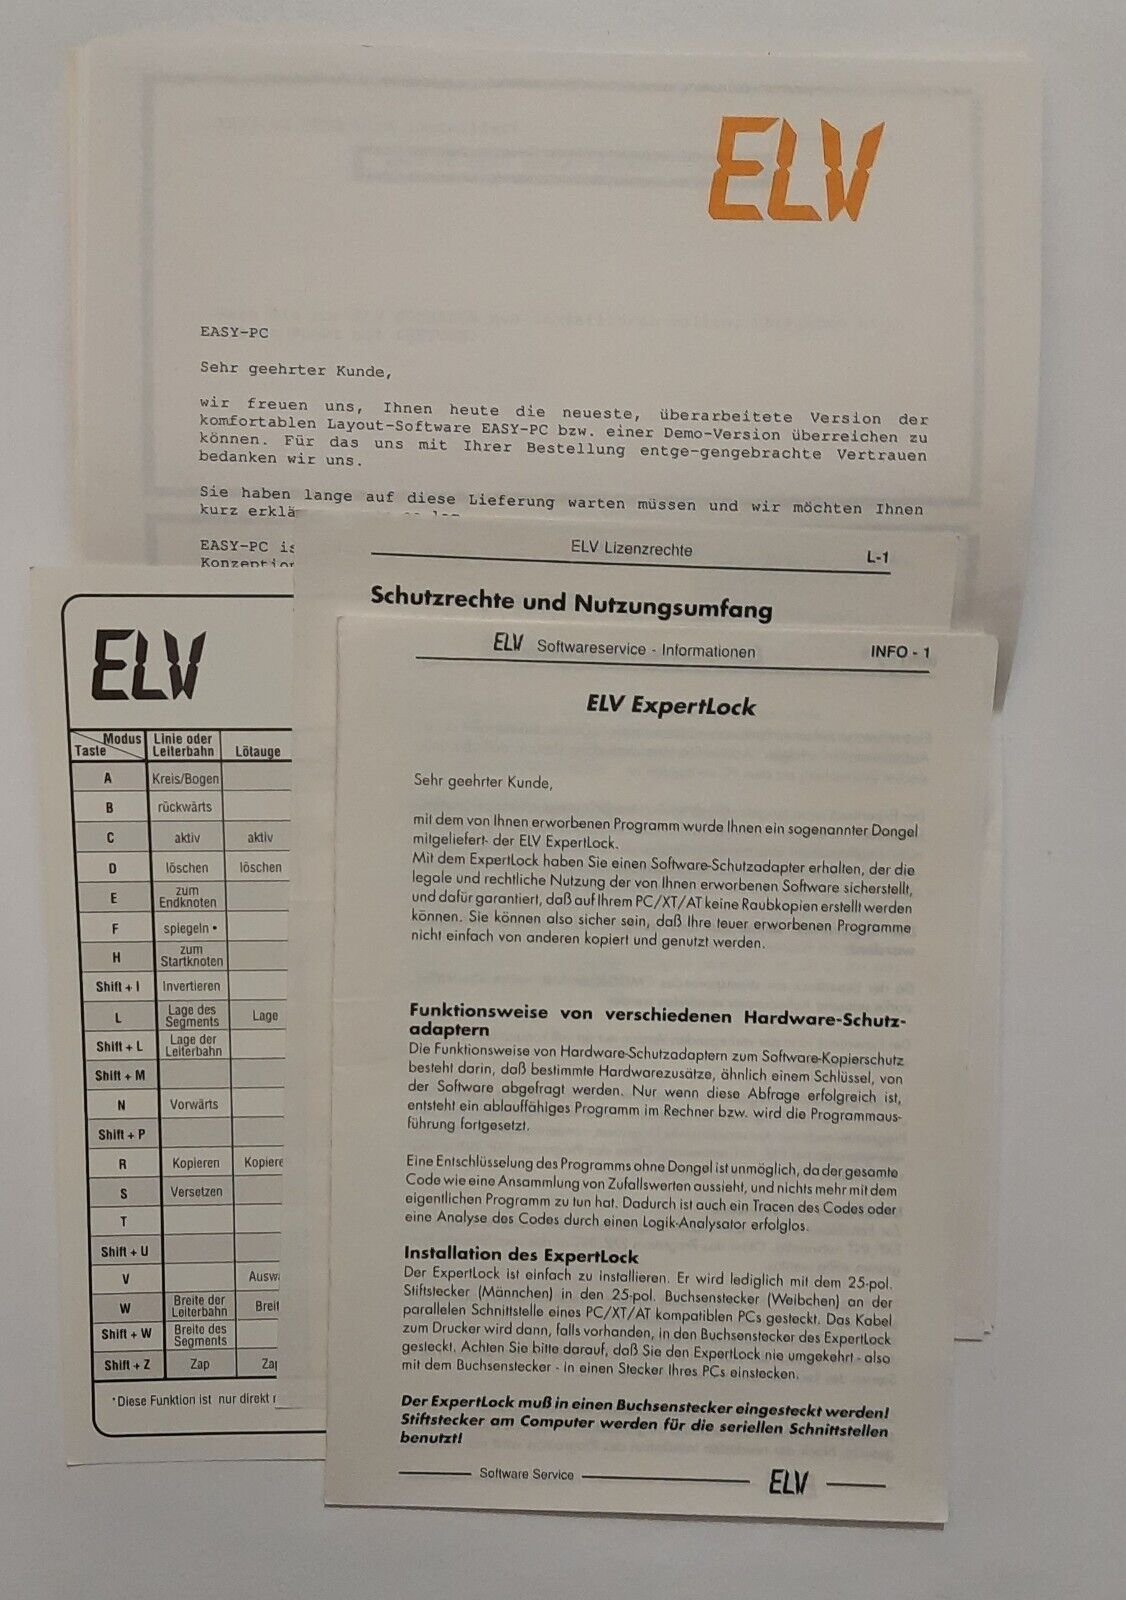 ELV
EASY-PC
Sehr geehrter Kunde,
wir freuen uns, Ihnen heute die neueste, überarbeitete Version der
komfortablen Layout-Software EASY-PC bzw. einer Demo-Version überreichen zu
können. Für das uns mit Ihrer Bestellung entge-gengebrachte Vertrauen
bedanken wir uns.
Sie haben lange auf diese Lieferung warten müssen und wir möchten Ihnen
kurz erklä
EASY-PC is
Konzeption
ELV Lizenzrechte L-1
Schutzrechte und Nutzungsumfang
ELV
Modus
Taste
Linie oder
Leiterbahn
Lötauge
A Kreis/Bogen
B rückwärts
C aktiv aktiv
D löschen löschen
E zum
Endknoten
F spiegeln •
H zum
Startknoten
Shift + I Invertieren
L Lage des
Segments Lage
Shift + L Lage der
Leiterbahn
Shift + M
N Vorwärts
Shift + P
R Kopieren Kopiere
S Versetzen
T
Shift + U
V Ausw
W Breite der
Leiterbahn Breit
Shift + W Breite des
Segments
Shift + Z Zap Zap
•Diese Funktion ist nur direkt
ELV Softwareservice - Informationen INFO - 1
ELV ExpertLock
Sehr geehrter Kunde,
mit dem von Ihnen erworbenen Programm wurde Ihnen ein sogenannter Dongel
mitgeliefert- der ELV ExpertLock.
Mit dem ExpertLock haben Sie einen Software-Schutzadapter erhalten, der die
legale und rechtliche Nutzung der von Ihnen erworbenen Software sicherstellt,
und dafür garantiert, daß auf Ihrem PC/XT/AT keine Raubkopien erstellt werden
können. Sie können also sicher sein, daß Ihre teuer erworbenen Programme
nicht einfach von anderen kopiert und genutzt werden.
Funktionsweise von verschiedenen Hardware-Schutz-
adaptern
Die Funktionsweise von Hardware-Schutzadaptern zum Software-Kopierschutz
besteht darin, daß bestimmte Hardwarezusätze, ähnlich einem Schlüssel, von
der Software abgefragt werden. Nur wenn diese Abfrage erfolgreich ist,
entsteht ein ablauffähiges Programm im Rechner bzw. wird die Programmaus-
führung fortgesetzt.
Eine Entschlüsselung des Programms ohne Dongel ist unmöglich, da der gesamte
Code wie eine Ansammlung von Zufallswerten aussieht, und nichts mehr mit dem
eigentlichen Programm zu tun hat. Dadurch ist auch ein Tracen des Codes oder
eine Analyse des Codes durch einen Logik-Analysator erfolglos.
Installation des ExpertLock
Der ExpertLock ist einfach zu installieren. Er wird lediglich mit dem 25-pol.
Stiftstecker (Männchen) in den 25-pol. Buchsenstecker (Weibchen) an der
parallelen Schnittstelle eines PC/XT/AT kompatiblen PCs gesteckt. Das Kabel
zum Drucker wird dann, falls vorhanden, in den Buchsenstecker des ExpertLock
gesteckt. Achten Sie bitte darauf, daß Sie den ExpertLock nie umgekehrt - also
mit dem Buchsenstecker - in einen Stecker Ihres PCs einstecken.
Der ExpertLock muß in einen Buchsenstecker eingesteckt werden!
Stiftstecker am Computer werden für die seriellen Schnittstellen
benutzt!
Software Service ELV